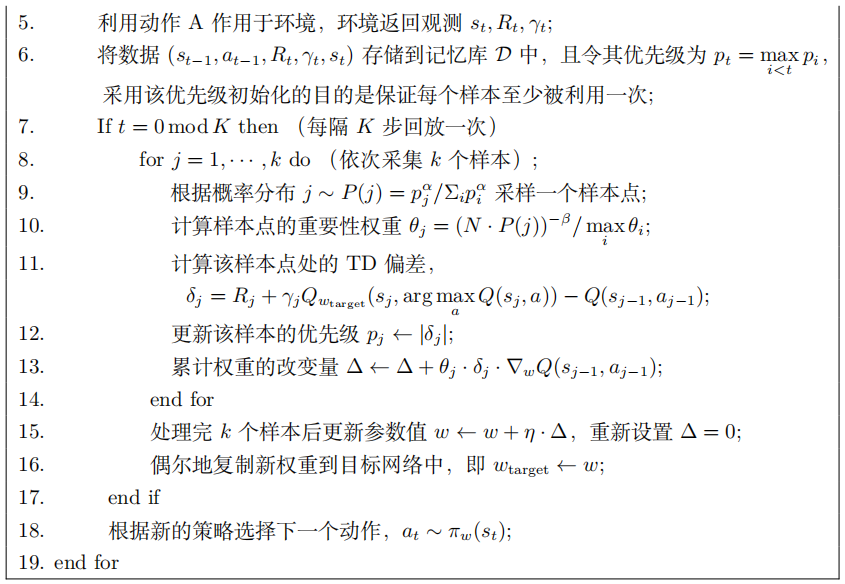 5. 利用动作 A 作用于环境，环境返回观测 $s_t, R_t, \gamma_t$;
6. 将数据 $(s_{t-1}, a_{t-1}, R_t, \gamma_t, s_t)$ 存储到记忆库 $\mathcal{D}$ 中，且令其优先级为 $p_t = \max_{i<t} p_i$,
采用该优先级初始化的目的是保证每个样本至少被利用一次;
7. If $t = 0 \bmod K$ then （每隔 $K$ 步回放一次）
8. for $j = 1, \cdots, k$ do （依次采集 $k$ 个样本）;
9. 根据概率分布 $j \sim P(j) = p_j^{\alpha} / \Sigma_i p_i^{\alpha}$ 采样一个样本点;
10. 计算样本点的重要性权重 $\theta_j = (N \cdot P(j))^{-\beta} / \max_i \theta_i$;
11. 计算该样本点处的 TD 偏差，
$\delta_j = R_j + \gamma_j Q_{w_{\text{target}}}(s_j, \arg\max_a Q(s_j, a)) - Q(s_{j-1}, a_{j-1})$;
12. 更新该样本的优先级 $p_j \leftarrow |\delta_j|$;
13. 累计权重的改变量 $\Delta \leftarrow \Delta + \theta_j \cdot \delta_j \cdot \nabla_w Q(s_{j-1}, a_{j-1})$;
14. end for
15. 处理完 $k$ 个样本后更新参数值 $w \leftarrow w + \eta \cdot \Delta$，重新设置 $\Delta = 0$;
16. 偶尔地复制新权重到目标网络中，即 $w_{\text{target}} \leftarrow w$;
17. end if
18. 根据新的策略选择下一个动作，$a_t \sim \pi_w(s_t)$;
19. end for